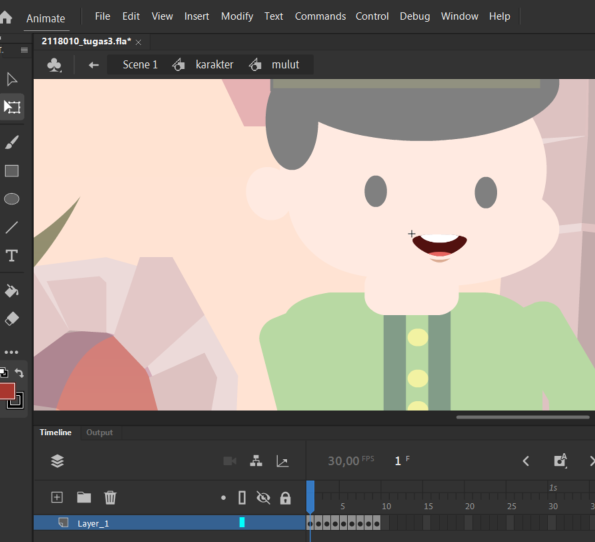 Animate File Edit View Insert Modify Text Commands Control Debug Window Help
2118010_tugas3.fla* ×
Scene 1 karakter mulut
T
Timeline Output
30,00 FPS 1 F
1s
5 10 15 20 25 30
Layer_1